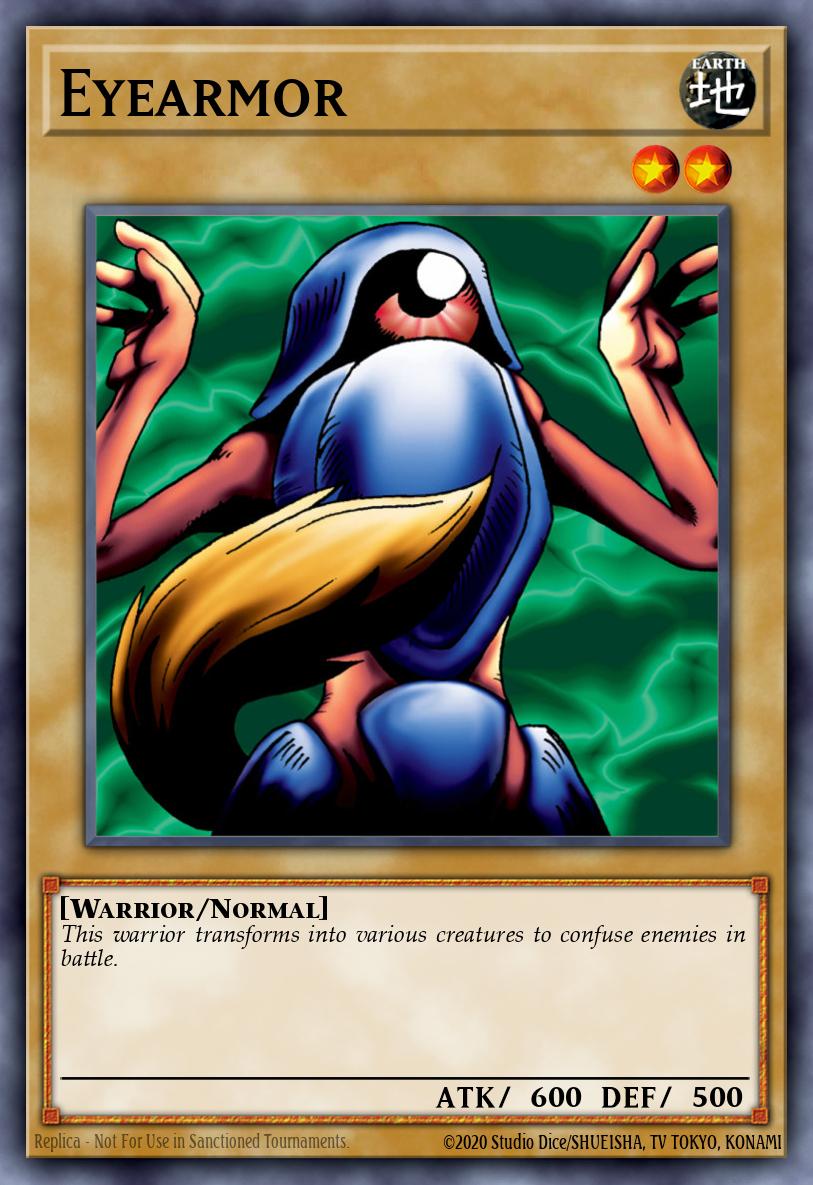 Eyearmor
EARTH
地
[Warrior/Normal]
This warrior transforms into various creatures to confuse enemies in
battle.
ATK/ 600 DEF/ 500
Replica - Not For Use in Sanctioned Tournaments.
©2020 Studio Dice/SHUEISHA, TV TOKYO, KONAMI